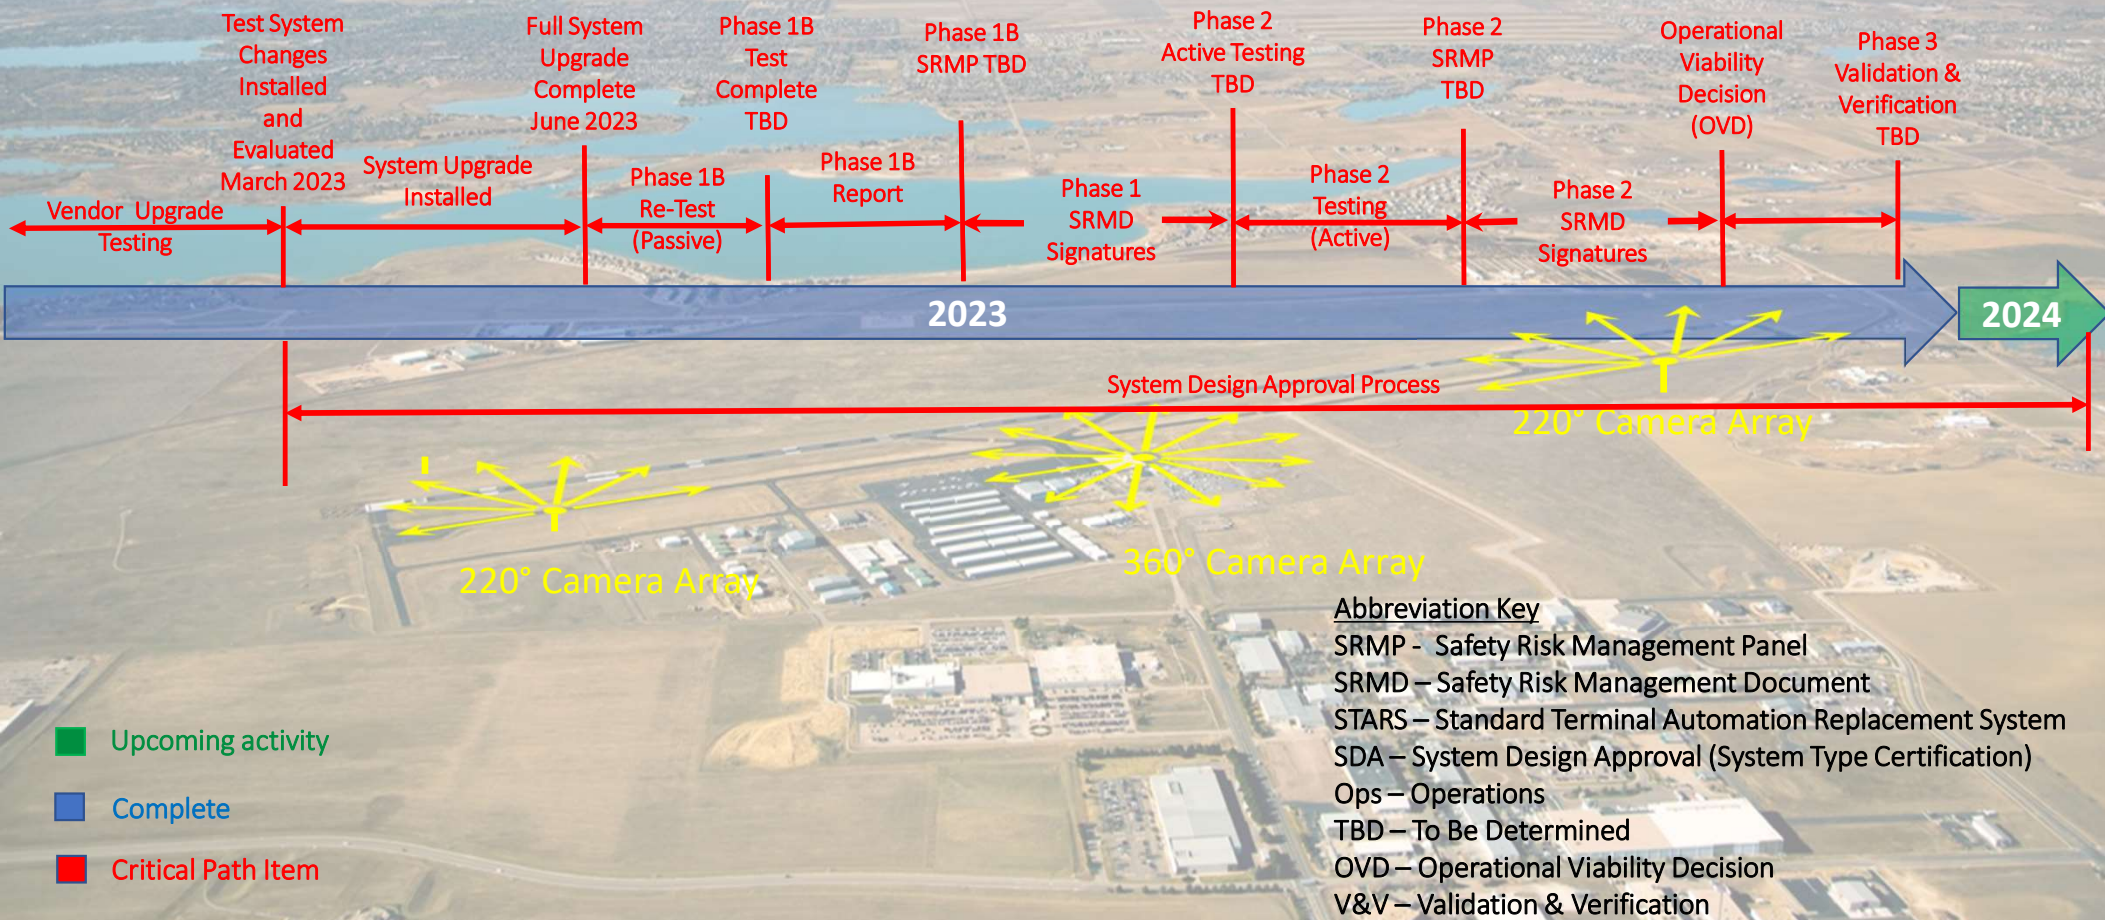 Test System
Changes
Installed
and
Evaluated
March 2023
Full System
Upgrade
Complete
June 2023
Phase 1B
Test
Complete
TBD
Phase 1B
SRMP TBD
Phase 2
Active Testing
TBD
Phase 2
SRMP
TBD
Operational
Viability
Decision
(OVD)
Phase 3
Validation &
Verification
TBD
Vendor Upgrade
Testing
System Upgrade
Installed
Phase 1B
Re-Test
(Passive)
Phase 1B
Report
Phase 1
SRMD
Signatures
Phase 2
Testing
(Active)
Phase 2
SRMD
Signatures
2023
2024
System Design Approval Process
220° Camera Array
220° Camera Array
360° Camera Array
Abbreviation Key
SRMP - Safety Risk Management Panel
SRMD – Safety Risk Management Document
STARS – Standard Terminal Automation Replacement System
SDA – System Design Approval (System Type Certification)
Ops – Operations
TBD – To Be Determined
OVD – Operational Viability Decision
V&V – Validation & Verification
Upcoming activity
Complete
Critical Path Item